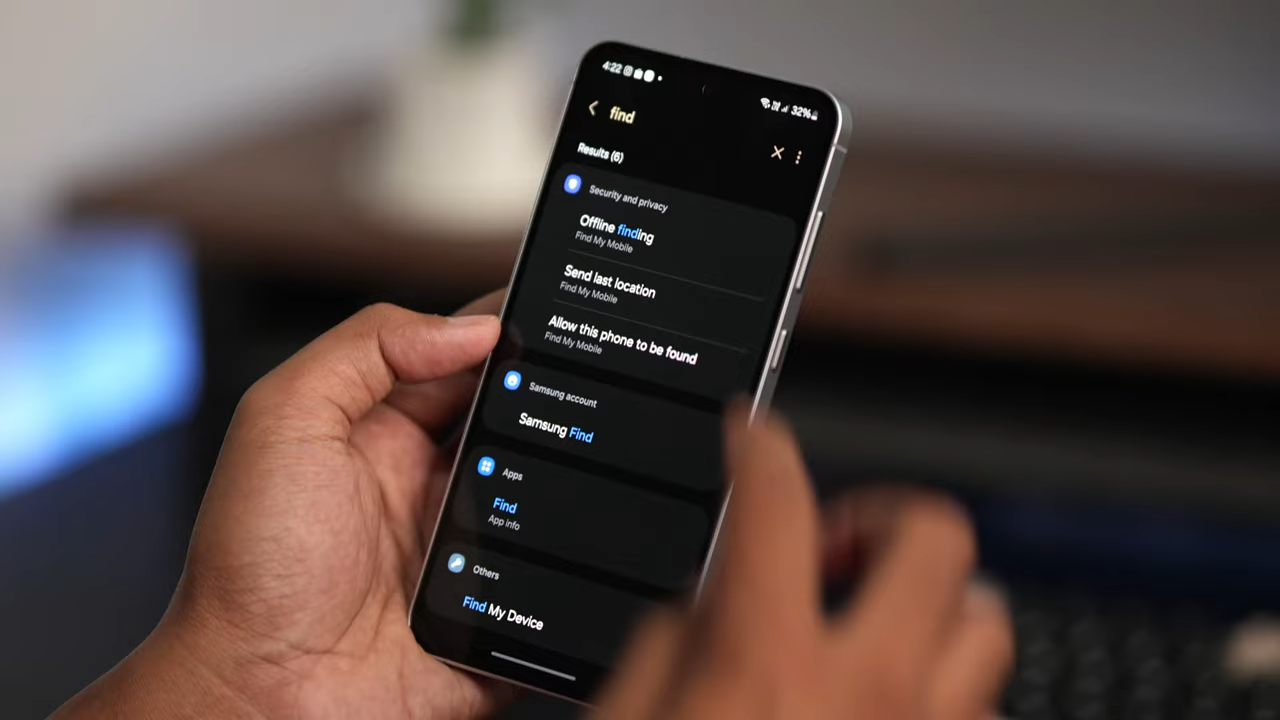 4:22
32%
find
Results (6)
Security and privacy
Offline finding
Find My Mobile
Send last location
Find My Mobile
Allow this phone to be found
Find My Mobile
Samsung account
Samsung Find
Apps
Find
App info
Others
Find My Device